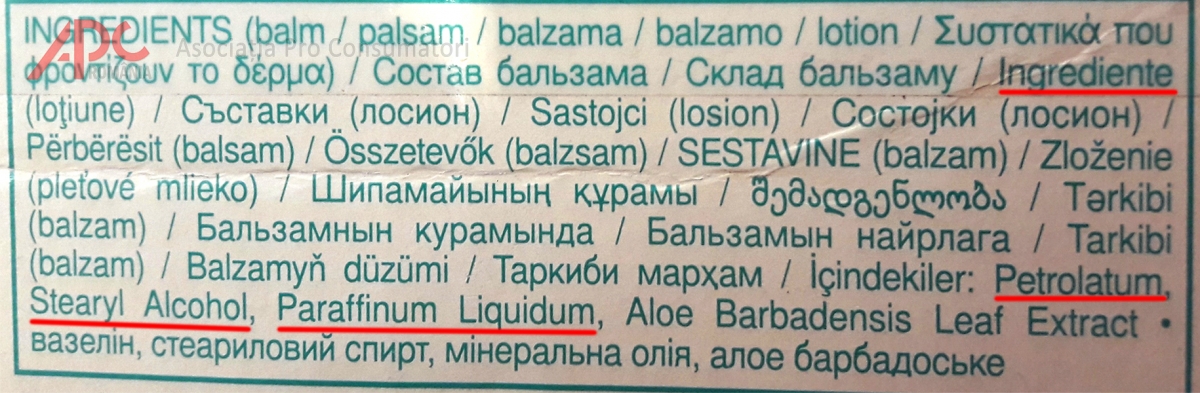 INGREDIENTS (balm / palsam / balzama / balzamo / lotion / Συστατικά που
φροντίζουν το δέρμα) / Состав бальзама / Склад бальзаму / Ingrediente
(loţiune) / Съставки (лосион) / Sastojci (losion) / Состојки (лосион) /
Përbërësit (balsam) / Összetevők (balzsam) / SESTAVINE (balzam) / Zloženie
(pleťové mlieko) / Шипамайының құрамы / შემადგენლობა / Tərkibi
(balzam) / Бальзамнын курамында / Бальзамын найрлага / Tarkibi
(balzam) / Balzamyň düzümi / Таркиби марҳам / İçindekiler: Petrolatum,
Stearyl Alcohol, Paraffinum Liquidum, Aloe Barbadensis Leaf Extract •
вазелін, стеариловий спирт, мінеральна олія, алое барбадоське
APC
ROMÂNIA
Asociația Pro Consumatori